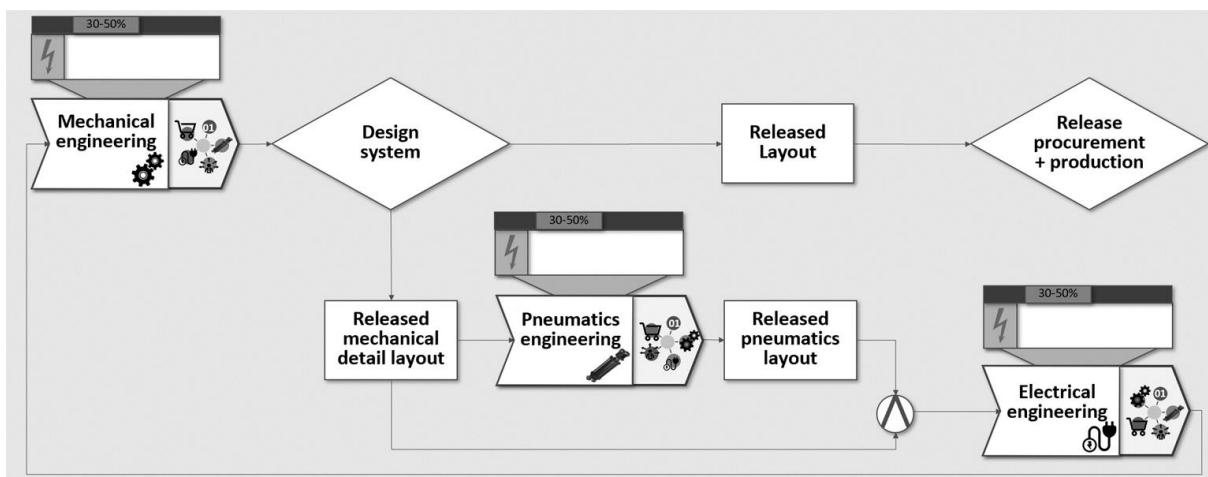 30-50%
Mechanical
engineering
01
Design
system
Released
Layout
Release
procurement
+ production
30-50%
Released
mechanical
detail layout
Pneumatics
engineering
01
Released
pneumatics
layout
30-50%
Electrical
engineering
01